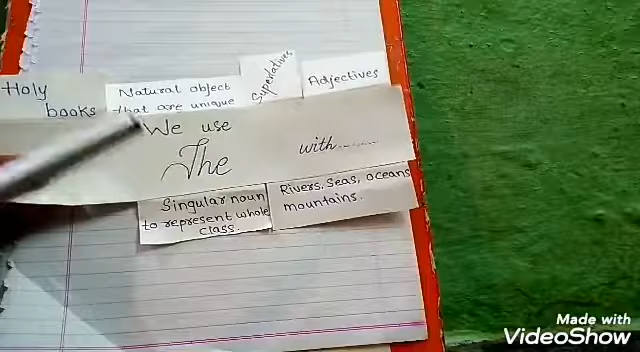 Holy
books
Natural object
that are unique
Superlatives
Adjectives
We use
The
with........
Singular noun
to represent whole
class.
Rivers, Seas, oceans
mountains.
Made with
VideoShow